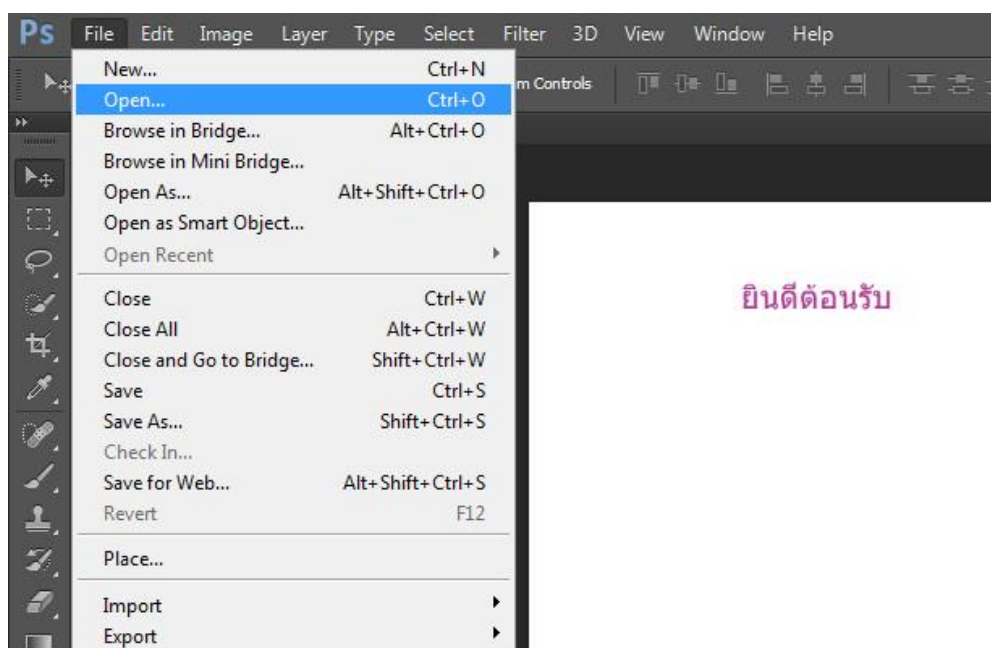 Ps File Edit Image Layer Type Select Filter 3D View Window Help
m Controls
New... Ctrl+N
Open... Ctrl+O
Browse in Bridge... Alt+Ctrl+O
Browse in Mini Bridge...
Open As... Alt+Shift+Ctrl+O
Open as Smart Object...
Open Recent
Close Ctrl+W
Close All Alt+Ctrl+W
Close and Go to Bridge... Shift+Ctrl+W
Save Ctrl+S
Save As... Shift+Ctrl+S
Check In...
Save for Web... Alt+Shift+Ctrl+S
Revert F12
Place...
Import
Export
ยินดีต้อนรับ